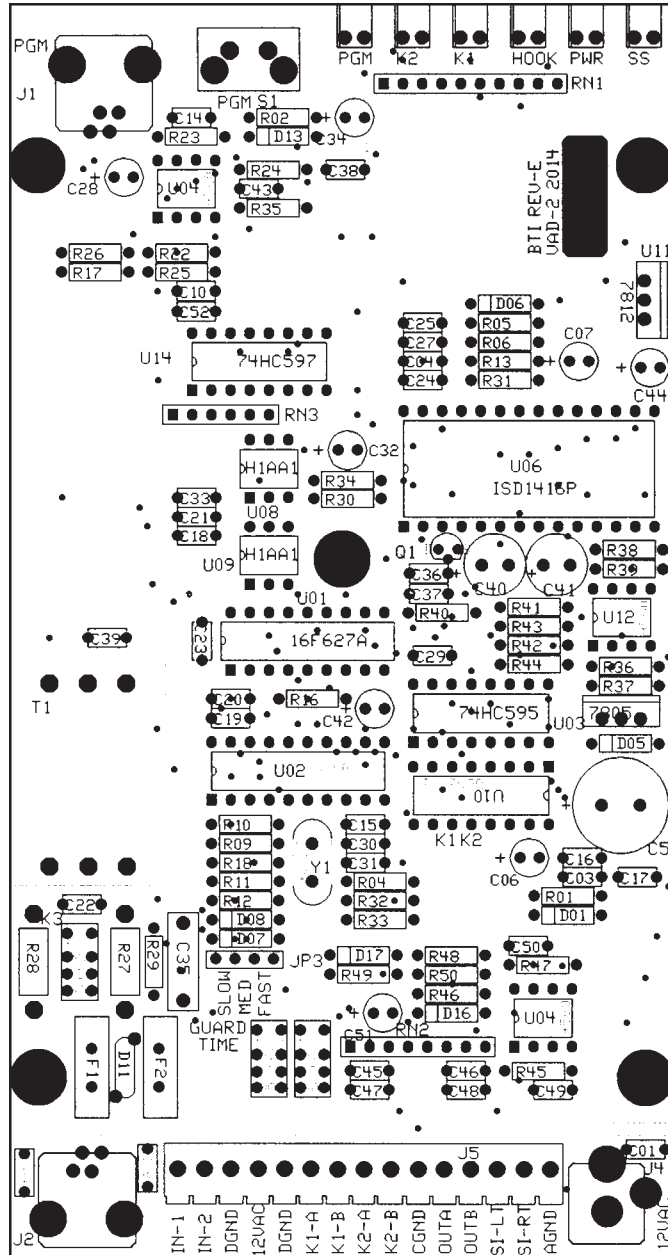 PGM K2 K1 HOOK PWR SS
PGM
J1
PGM S1
RN1
C14 R02
R23 D13 C34
C28 U04 R24 C38
C43
R35
BTI REV-E
VAD-2 2014
U11
7812
R26 R22
R17 R25
C10
C52
D06
C25 R05
C27 R06 C07
C04 R13
C24 R31
C44
U14 74HC597
RN3
C32
H1AA1
U08
R34
R30
U06
ISD1416P
C33
C21
C18
U09 H1AA1
Q1
C36 C40 C41
C37
R38
R39
U01
R40
R41
R43
R42
R44
U12
C39 C23 16F627A
C29
R36
R37
T1
C20 R16
C19 C42
74HC595 U03 7805
D05
U02
U10
K1 K2
C5
R10 C15
R09 C30
R18 Y1 C31
R11 R04
R12 R32
D08 R33
D07
C06 C16
C03 C17
R01
D01
C22
K3
R28 R27 R29 C35
JP3
SLOW
MED
FAST
GUARD
TIME
D17 R48
R49 R50
R46
D16
C50
R47
C51 RN2
U04
F1 D11 F2
C45 C46 R45
C47 C48 C49
J5
C01
J4
J2
IN-1
IN-2
DGND
12VAC
DGND
K1-A
K1-B
K2-A
K2-B
CGND
OUTA
OUTB
SI-LT
SI-RT
AGND
12VAC